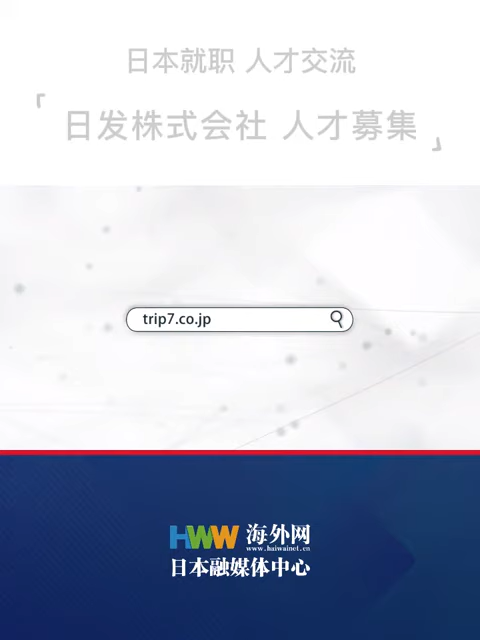 日本就职 人才交流
「日发株式会社 人才募集」
trip7.co.jp
HWW 海外网
www.haiwainet.cn
日本融媒体中心